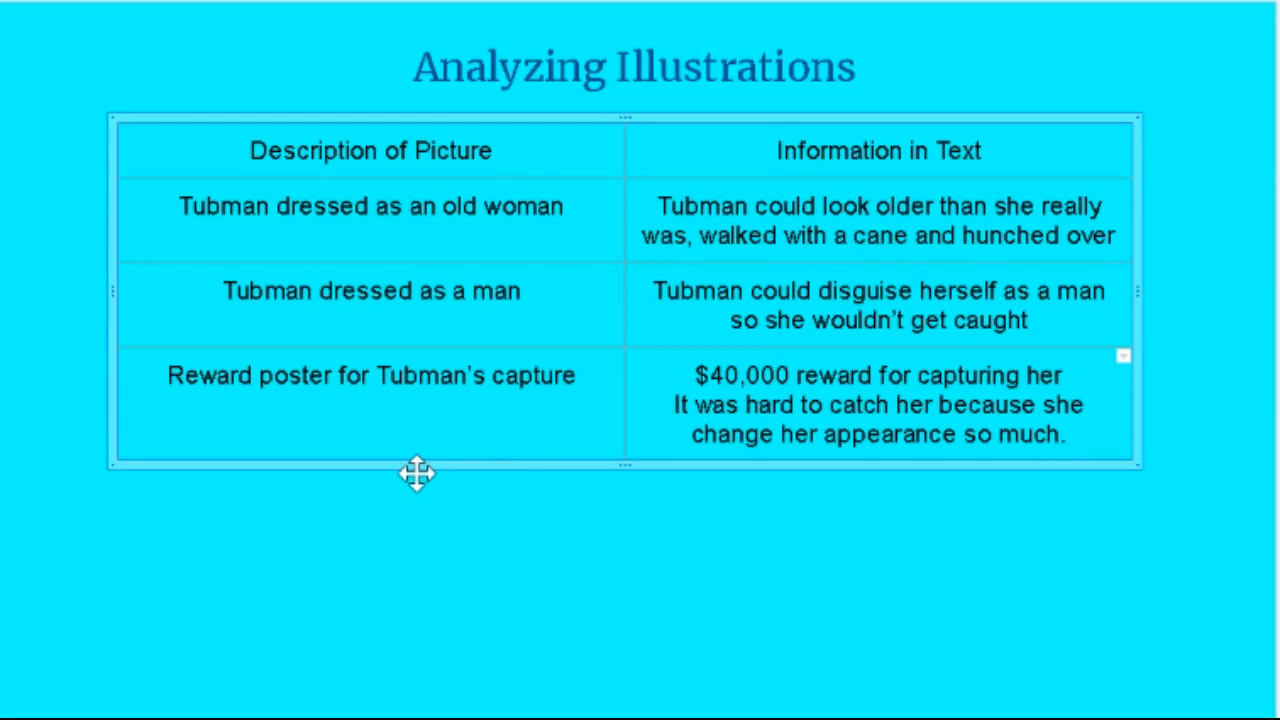 Analyzing Illustrations
Description of Picture
Information in Text
Tubman dressed as an old woman
Tubman could look older than she really
was, walked with a cane and hunched over
Tubman dressed as a man
Tubman could disguise herself as a man
so she wouldn't get caught
Reward poster for Tubman's capture
$40,000 reward for capturing her
It was hard to catch her because she
change her appearance so much.